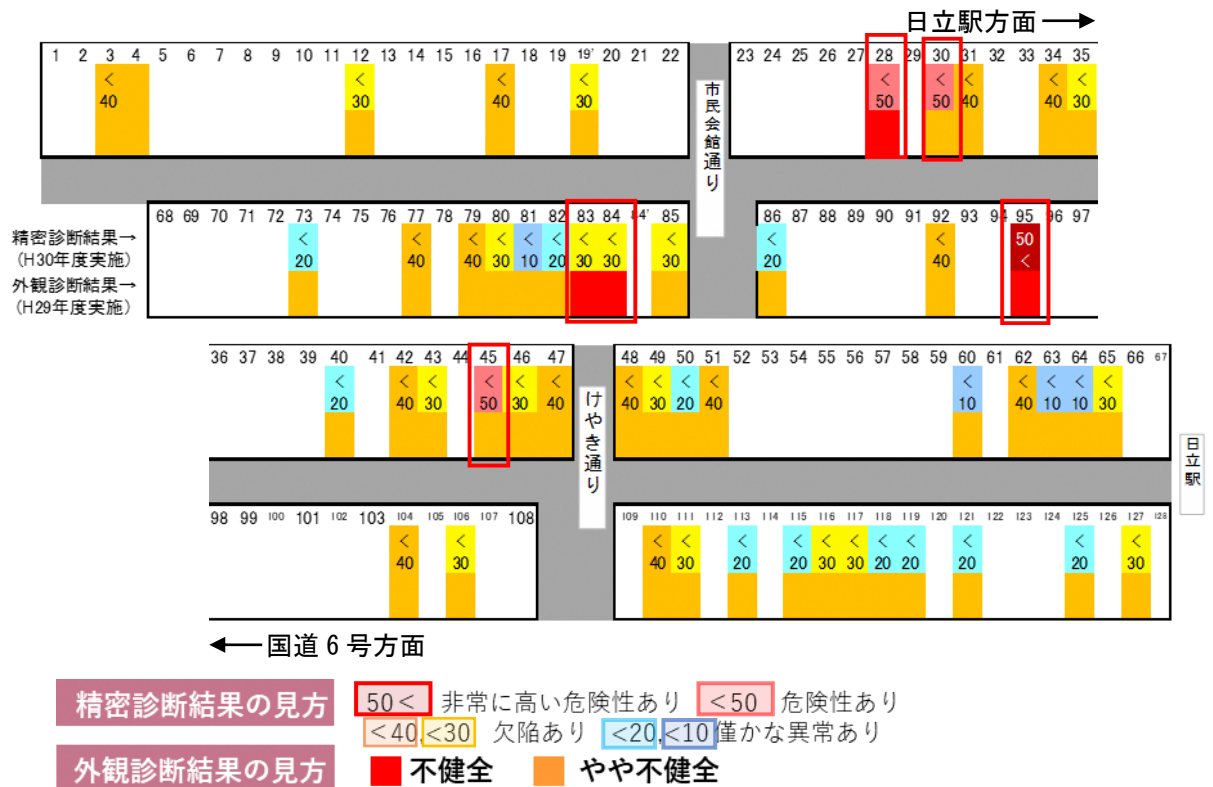 日立駅方面→
1 2 3 4 5 6 7 8 9 10 11 12 13 14 15 16 17 18 19' 20 21 22
23 24 25 26 27 28 29 30 31 32 33 34 35
< < < < < < < < <
40 30 40 30 50 50 40 40 30
市民会館通り
68 69 70 71 72 73 74 75 76 77 78 79 80 81 82 83 84 84' 85
86 87 88 89 90 91 92 93 94 95 96 97
精密診断結果→
(H30年度実施)
< < < < < < < < < < < 50
20 40 40 30 10 20 30 30 30 20 40 <
外観診断結果→
(H29年度実施)
36 37 38 39 40 41 42 43 44 45 46 47
48 49 50 51 52 53 54 55 56 57 58 59 60 61 62 63 64 65 66 67
< < < < < < < < < < < < < < <
20 40 30 50 30 40 40 30 20 40 10 40 10 10 30
けやき通り
日立駅
98 99 100 101 102 103 104 105 106 107 108
109 110 111 112 113 114 115 116 117 118 119 120 121 122 123 124 125 126 127 128
< < < < < < < < < < < < <
40 30 40 30 20 20 30 30 20 20 20 20 30
←国道6号方面
精密診断結果の見方 50< 非常に高い危険性あり <50 危険性あり
<40,<30 欠陥あり <20,<10 僅かな異常あり
外観診断結果の見方 不健全 やや不健全